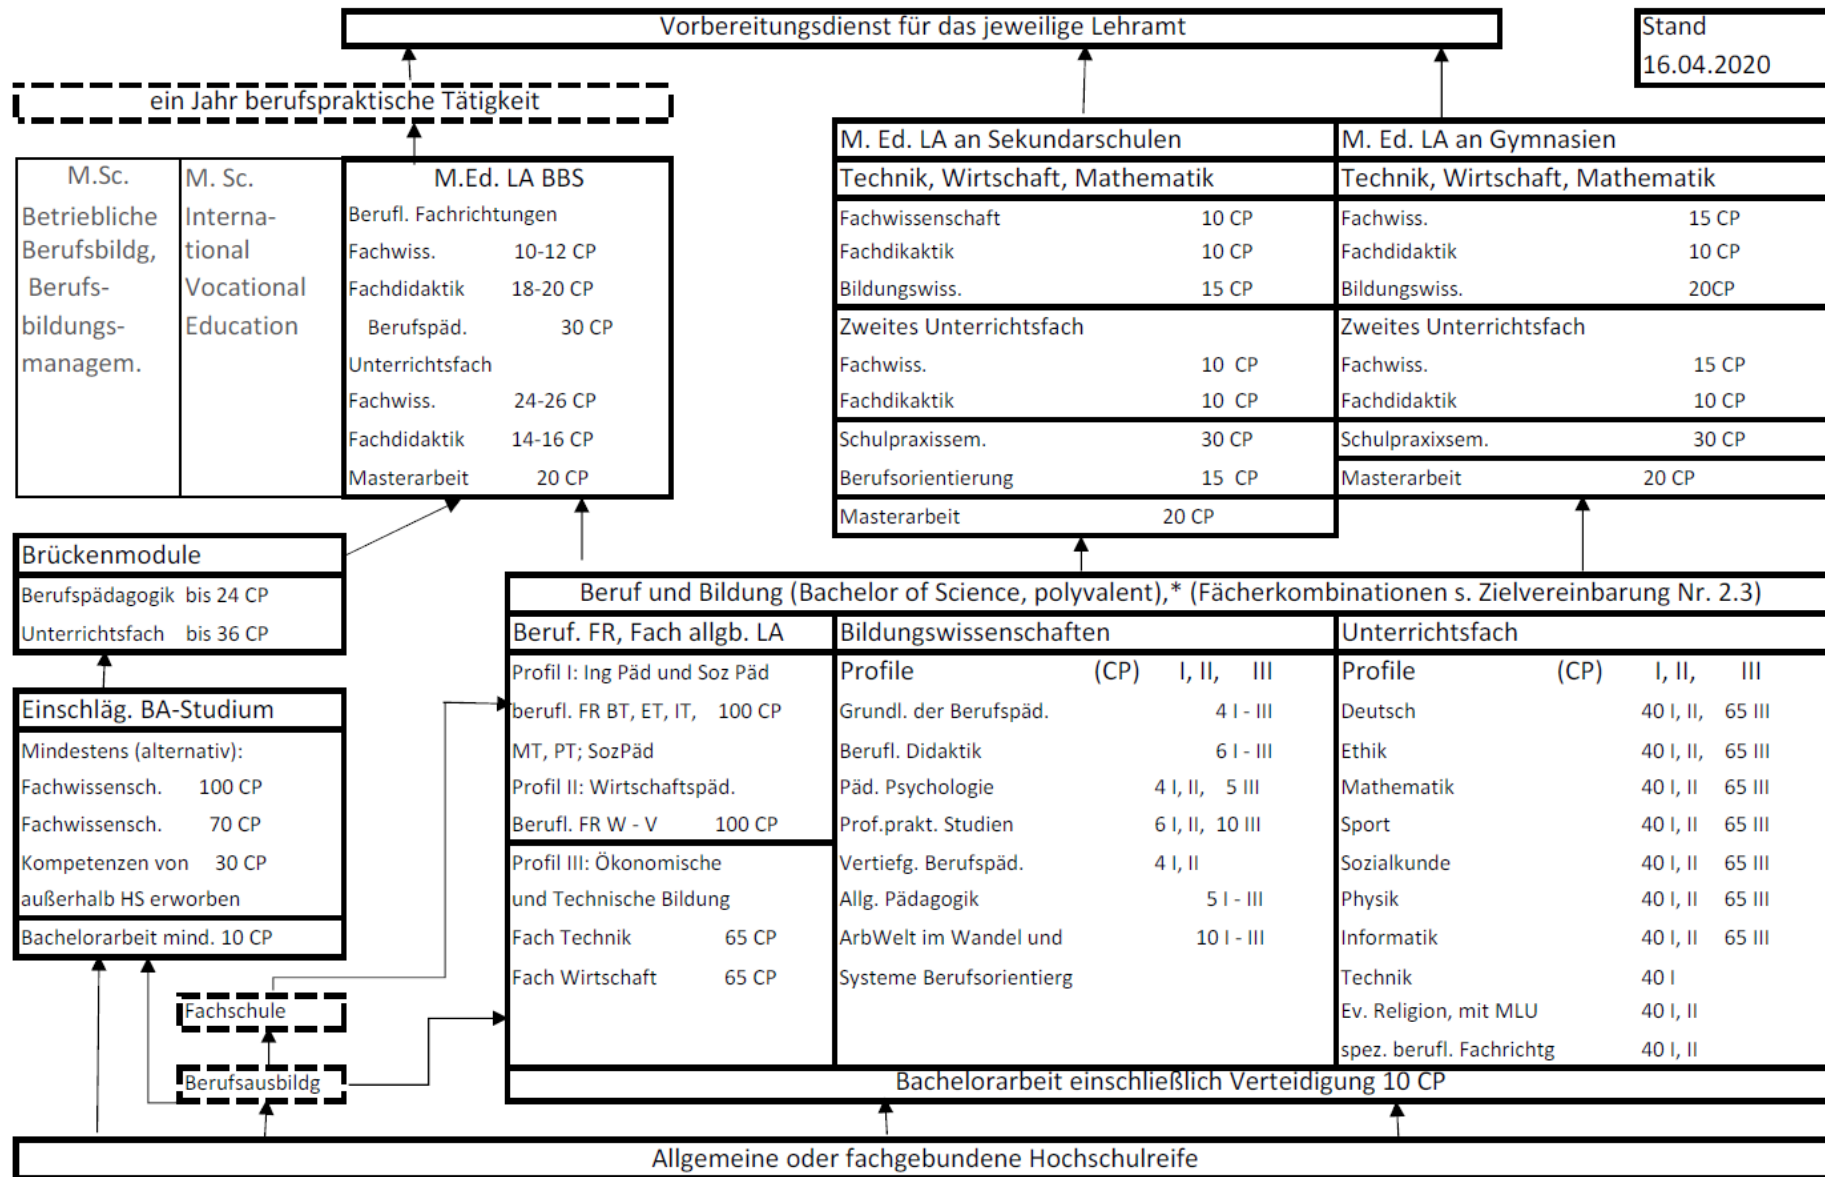 Vorbereitungsdienst für das jeweilige Lehramt
Stand
16.04.2020
ein Jahr berufspraktische Tätigkeit
M.Sc.
Betriebliche
Berufsbildg,
Berufs-
bildungs-
managem.
M. Sc.
Interna-
tional
Vocational
Education
M.Ed. LA BBS
Berufl. Fachrichtungen
Fachwiss. 10-12 CP
Fachdidaktik 18-20 CP
Berufspäd. 30 CP
Unterrichtsfach
Fachwiss. 24-26 CP
Fachdidaktik 14-16 CP
Masterarbeit 20 CP
M. Ed. LA an Sekundarschulen
Technik, Wirtschaft, Mathematik
Fachwissenschaft 10 CP
Fachdikaktik 10 CP
Bildungswiss. 15 CP
Zweites Unterrichtsfach
Fachwiss. 10 CP
Fachdikaktik 10 CP
Schulpraxissem. 30 CP
Berufsorientierung 15 CP
Masterarbeit 20 CP
M. Ed. LA an Gymnasien
Technik, Wirtschaft, Mathematik
Fachwiss. 15 CP
Fachdidaktik 10 CP
Bildungswiss. 20CP
Zweites Unterrichtsfach
Fachwiss. 15 CP
Fachdidaktik 10 CP
Schulpraxixsem. 30 CP
Masterarbeit 20 CP
Brückenmodule
Berufspädagogik bis 24 CP
Unterrichtsfach bis 36 CP
Einschläg. BA-Studium
Mindestens (alternativ):
Fachwissensch. 100 CP
Fachwissensch. 70 CP
Kompetenzen von 30 CP
außerhalb HS erworben
Bachelorarbeit mind. 10 CP
Fachschule
Berufsausbildg
Beruf und Bildung (Bachelor of Science, polyvalent),* (Fächerkombinationen s. Zielvereinbarung Nr. 2.3)
Beruf. FR, Fach allgb. LA
Profil I: Ing Päd und Soz Päd
berufl. FR BT, ET, IT, 100 CP
MT, PT; SozPäd
Profil II: Wirtschaftspäd.
Berufl. FR W - V 100 CP
Profil III: Ökonomische
und Technische Bildung
Fach Technik 65 CP
Fach Wirtschaft 65 CP
Bildungswissenschaften
Profile (CP) I, II, III
Grundl. der Berufspäd. 4 I - III
Berufl. Didaktik 6 I - III
Päd. Psychologie 4 I, II, 5 III
Prof.prakt. Studien 6 I, II, 10 III
Vertiefg. Berufspäd. 4 I, II
Allg. Pädagogik 5 I - III
ArbWelt im Wandel und 10 I - III
Systeme Berufsorientierg
Unterrichtsfach
Profile (CP) I, II, III
Deutsch 40 I, II, 65 III
Ethik 40 I, II, 65 III
Mathematik 40 I, II 65 III
Sport 40 I, II 65 III
Sozialkunde 40 I, II 65 III
Physik 40 I, II 65 III
Informatik 40 I, II 65 III
Technik 40 I
Ev. Religion, mit MLU 40 I, II
spez. berufl. Fachrichtg 40 I, II
Bachelorarbeit einschließlich Verteidigung 10 CP
Allgemeine oder fachgebundene Hochschulreife